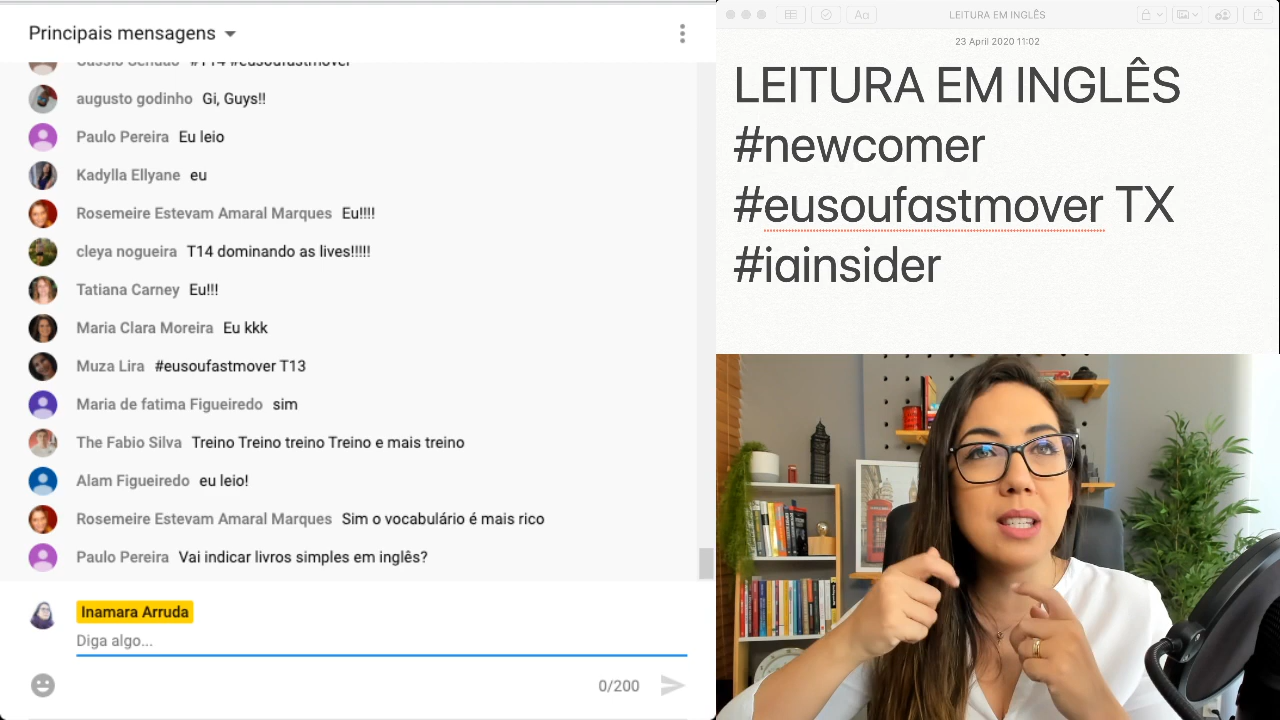 Principais mensagens
#T14 #eusoufastmover
augusto godinho Gi, Guys!!
Paulo Pereira Eu leio
Kadylla Ellyane eu
Rosemeire Estevam Amaral Marques Eu!!!!
cleya nogueira T14 dominando as lives!!!!!
Tatiana Carney Eu!!!
Maria Clara Moreira Eu kkk
Muza Lira #eusoufastmover T13
Maria de fatima Figueiredo sim
The Fabio Silva Treino Treino treino Treino e mais treino
Alam Figueiredo eu leio!
Rosemeire Estevam Amaral Marques Sim o vocabulário é mais rico
Paulo Pereira Vai indicar livros simples em inglês?
Inamara Arruda
Diga algo...
0/200
Aa
LEITURA EM INGLÊS
23 April 2020 11:02
LEITURA EM INGLÊS
#newcomer
#eusoufastmover TX
#iainsider